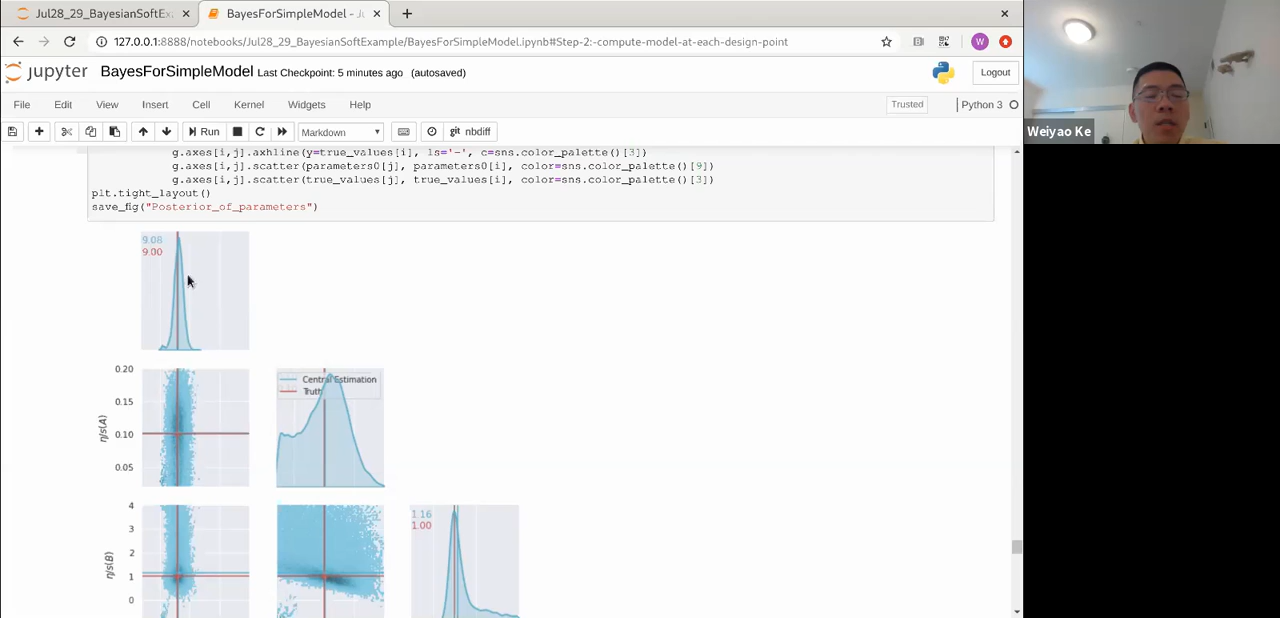 Jul28_29_BayesianSoftEx
BayesForSimpleModel - Ju
127.0.0.1:8888/notebooks/Jul28_29_BayesianSoftExample/BayesForSimpleModel.ipynb#Step-2:-compute-model-at-each-design-point
W
jupyter BayesForSimpleModel Last Checkpoint: 5 minutes ago (autosaved)
Logout
File Edit View Insert Cell Kernel Widgets Help
Trusted
Python 3
Run
Markdown
nbdiff
g.axes[i,j].axhline(y=true_values[i], ls='-', c=sns.color_palette()[3])
g.axes[i,j].scatter(parameters0[j], parameters0[i], color=sns.color_palette()[9])
g.axes[i,j].scatter(true_values[j], true_values[i], color=sns.color_palette()[3])
plt.tight_layout()
save_fig("Posterior_of_parameters")
9.08
9.00
0.20
0.15
0.10
0.05
η/s(A)
Central Estimation
Truth
4
3
2
1
0
η/s(B)
1.16
1.00
Weiyao Ke